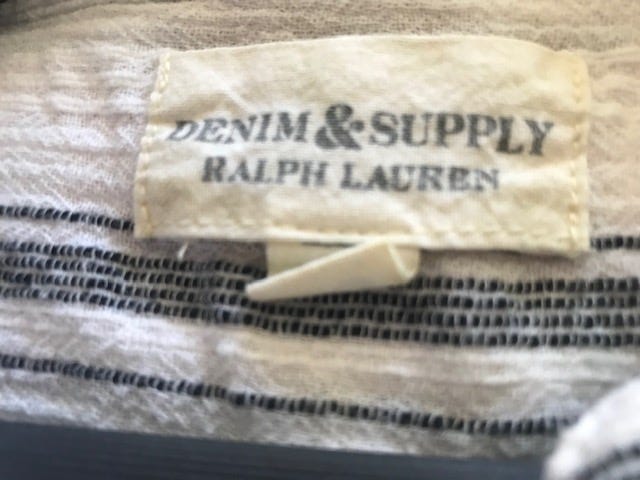 DENIM & SUPPLY
RALPH LAUREN